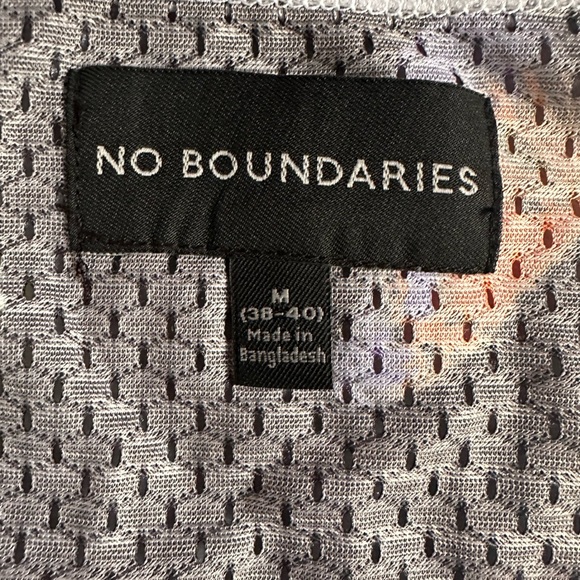 NO BOUNDARIES
M
(38-40)
Made in
Bangladesh